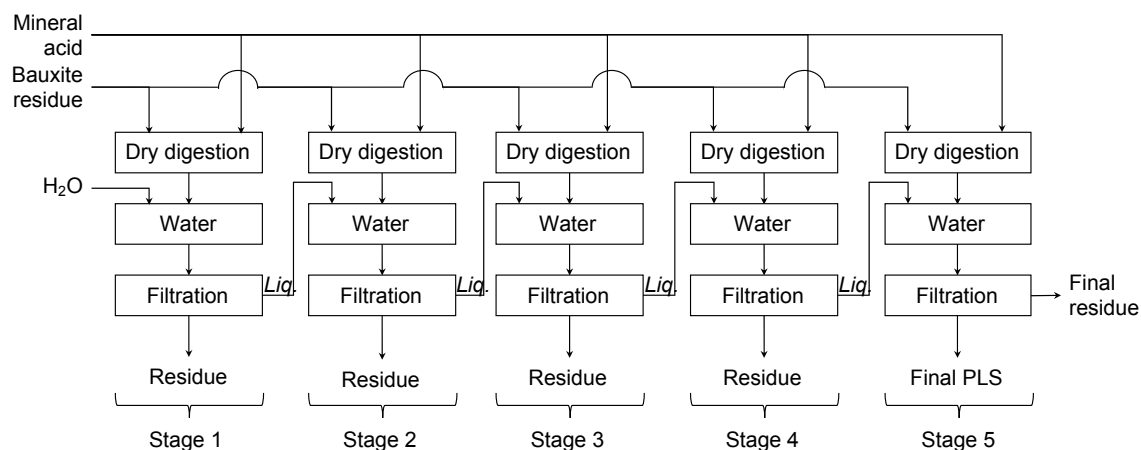 Mineral
acid
Bauxite
residue
Dry digestion Dry digestion Dry digestion Dry digestion Dry digestion
H₂O
Water Water Water Water Water
Filtration Liq. Filtration Liq. Filtration Liq. Filtration Liq. Filtration
Final
residue
Residue Residue Residue Residue Final PLS
Stage 1 Stage 2 Stage 3 Stage 4 Stage 5